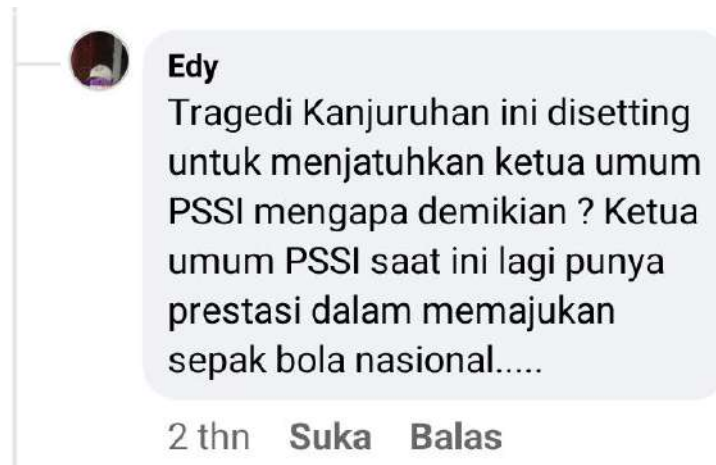 Edy
Tragedi Kanjuruhan ini disetting
untuk menjatuhkan ketua umum
PSSI mengapa demikian ? Ketua
umum PSSI saat ini lagi punya
prestasi dalam memajukan
sepak bola nasional.....
2 thn Suka Balas